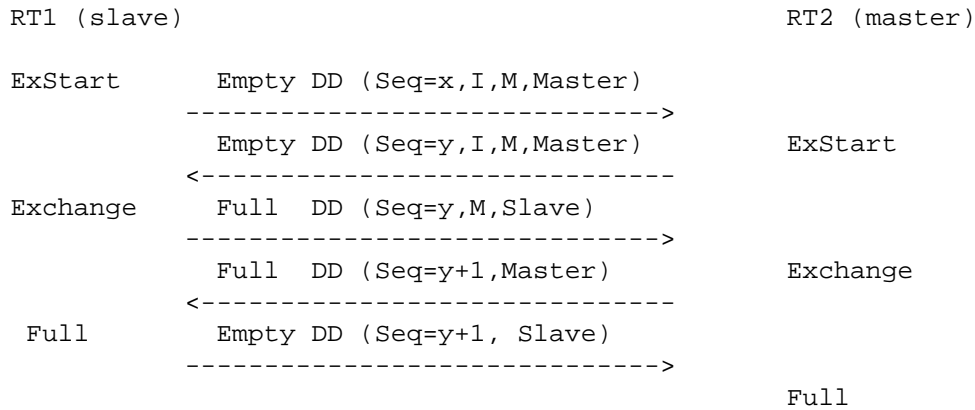 RT1 (slave) RT2 (master)
ExStart Empty DD (Seq=x,I,M,Master)
------------------------------>
Empty DD (Seq=y,I,M,Master) ExStart
<------------------------------
Exchange Full DD (Seq=y,M,Slave)
------------------------------>
Full DD (Seq=y+1,Master) Exchange
<------------------------------
Full Empty DD (Seq=y+1, Slave)
------------------------------>
Full